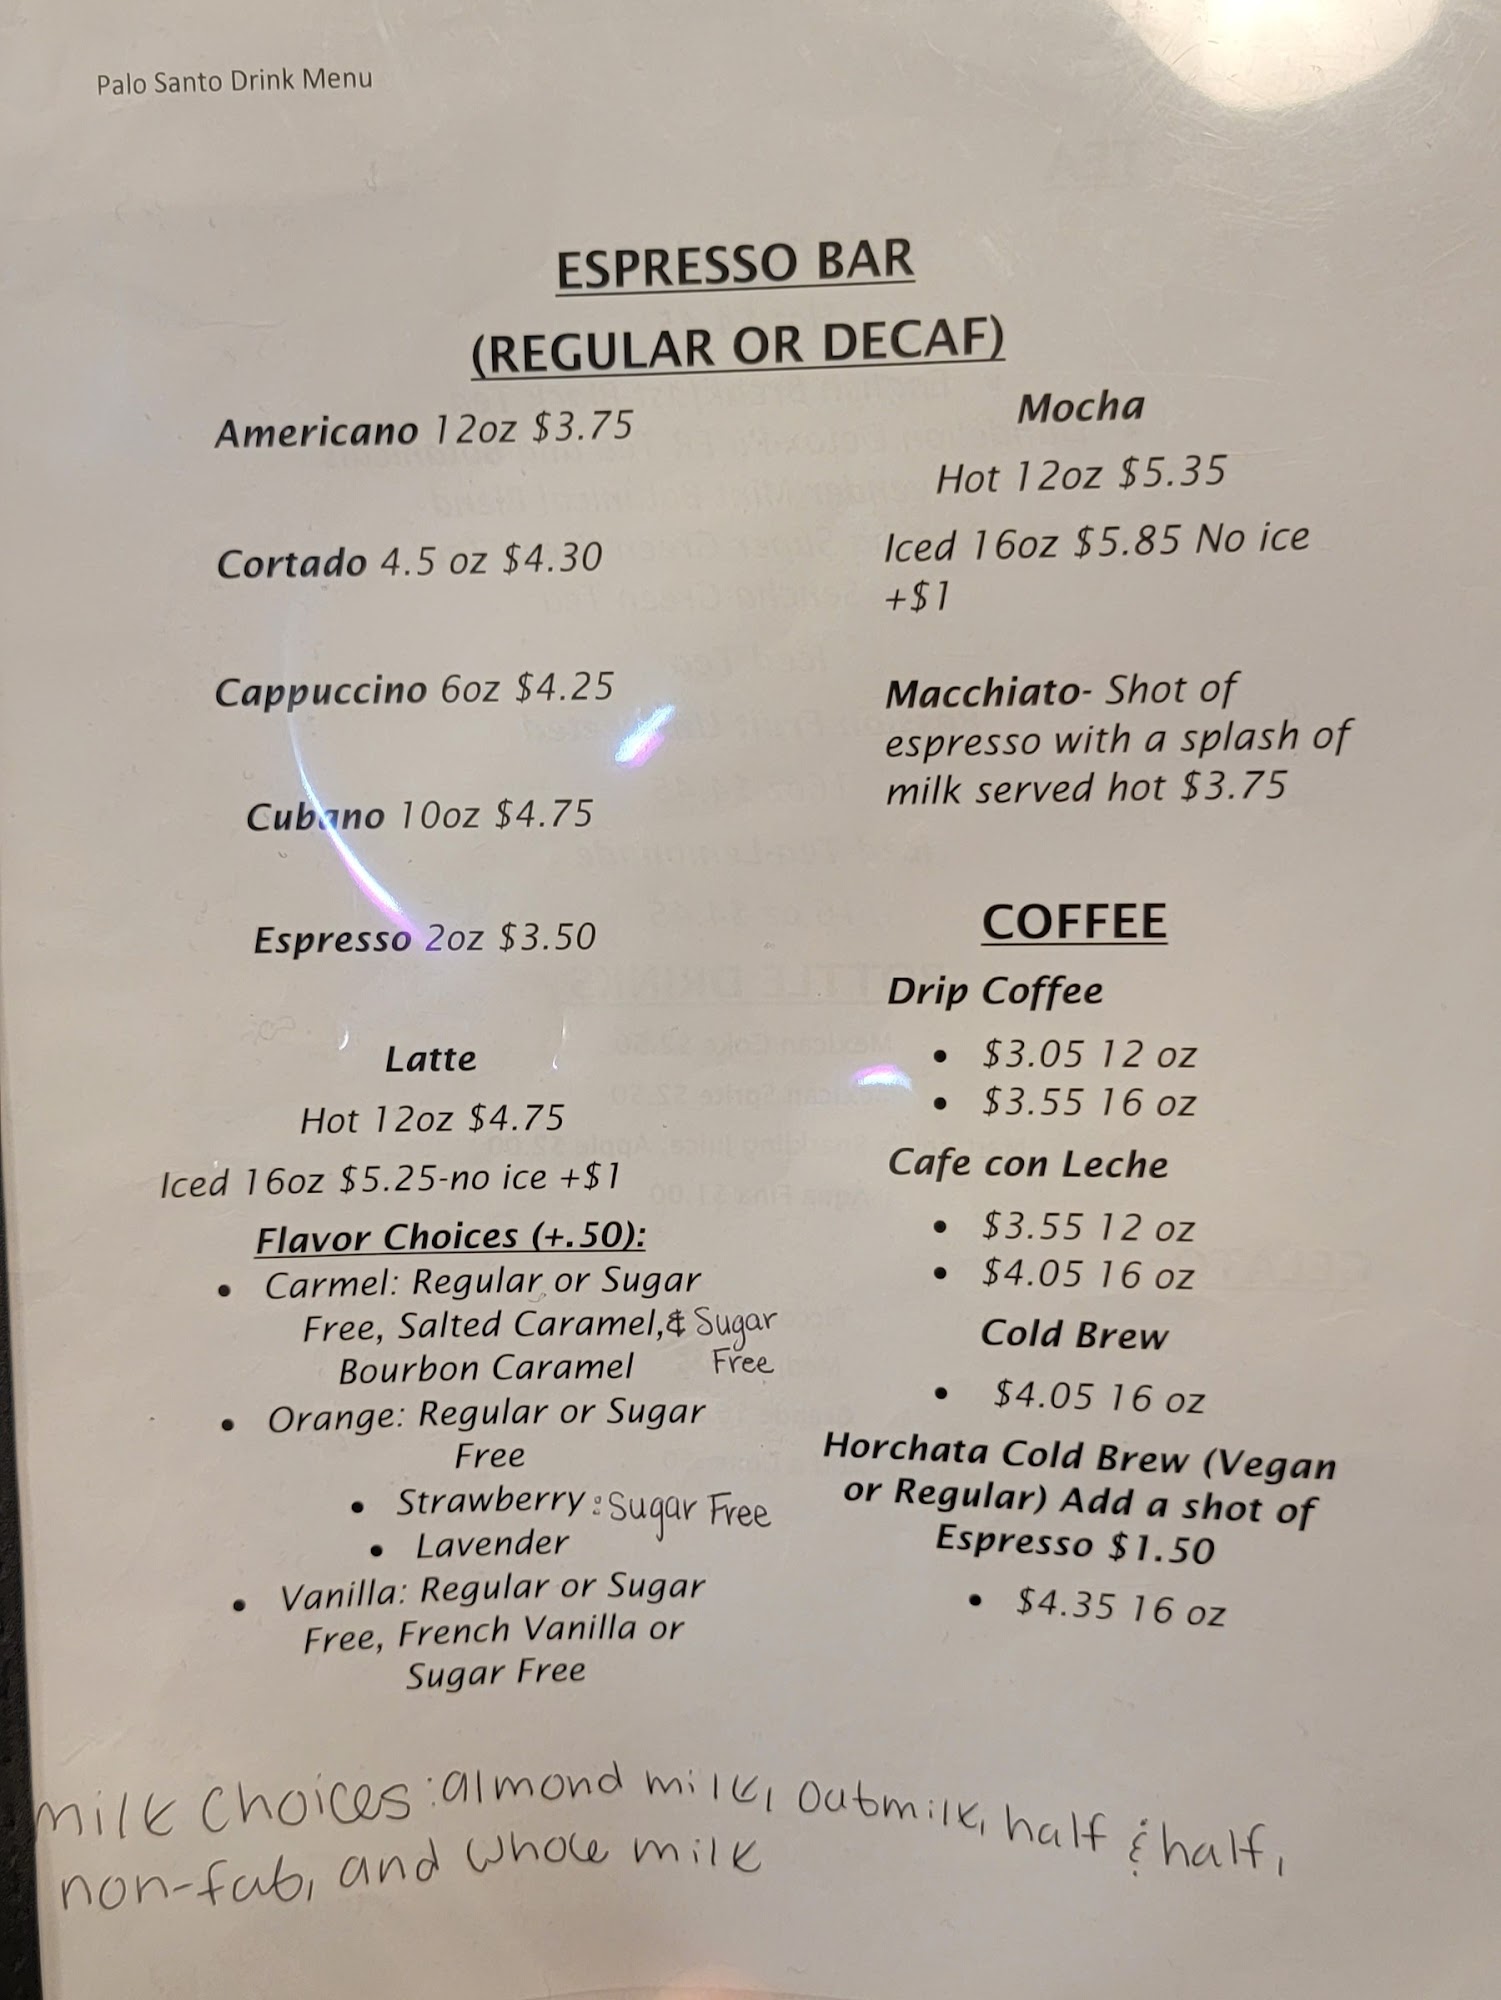 Palo Santo Drink Menu
ESPRESSO BAR
(REGULAR OR DECAF)
Americano 12oz $3.75
Cortado 4.5 oz $4.30
Cappuccino 6oz $4.25
Cubano 10oz $4.75
Espresso 2oz $3.50
Latte
Hot 12oz $4.75
Iced 16oz $5.25-no ice +$1
Flavor Choices (+.50):
• Carmel: Regular or Sugar
Free, Salted Caramel,& Sugar
Bourbon Caramel Free
• Orange: Regular or Sugar
Free
• Strawberry: Sugar Free
• Lavender
• Vanilla: Regular or Sugar
Free, French Vanilla or
Sugar Free
Mocha
Hot 12oz $5.35
Iced 16oz $5.85 No ice
+$1
Macchiato- Shot of
espresso with a splash of
milk served hot $3.75
COFFEE
Drip Coffee
• $3.05 12 oz
• $3.55 16 oz
Cafe con Leche
• $3.55 12 oz
• $4.05 16 oz
Cold Brew
• $4.05 16 oz
Horchata Cold Brew (Vegan
or Regular) Add a shot of
Espresso $1.50
• $4.35 16 oz
milk choices: almond milk, oatmilk, half & half,
non-fat, and whole milk